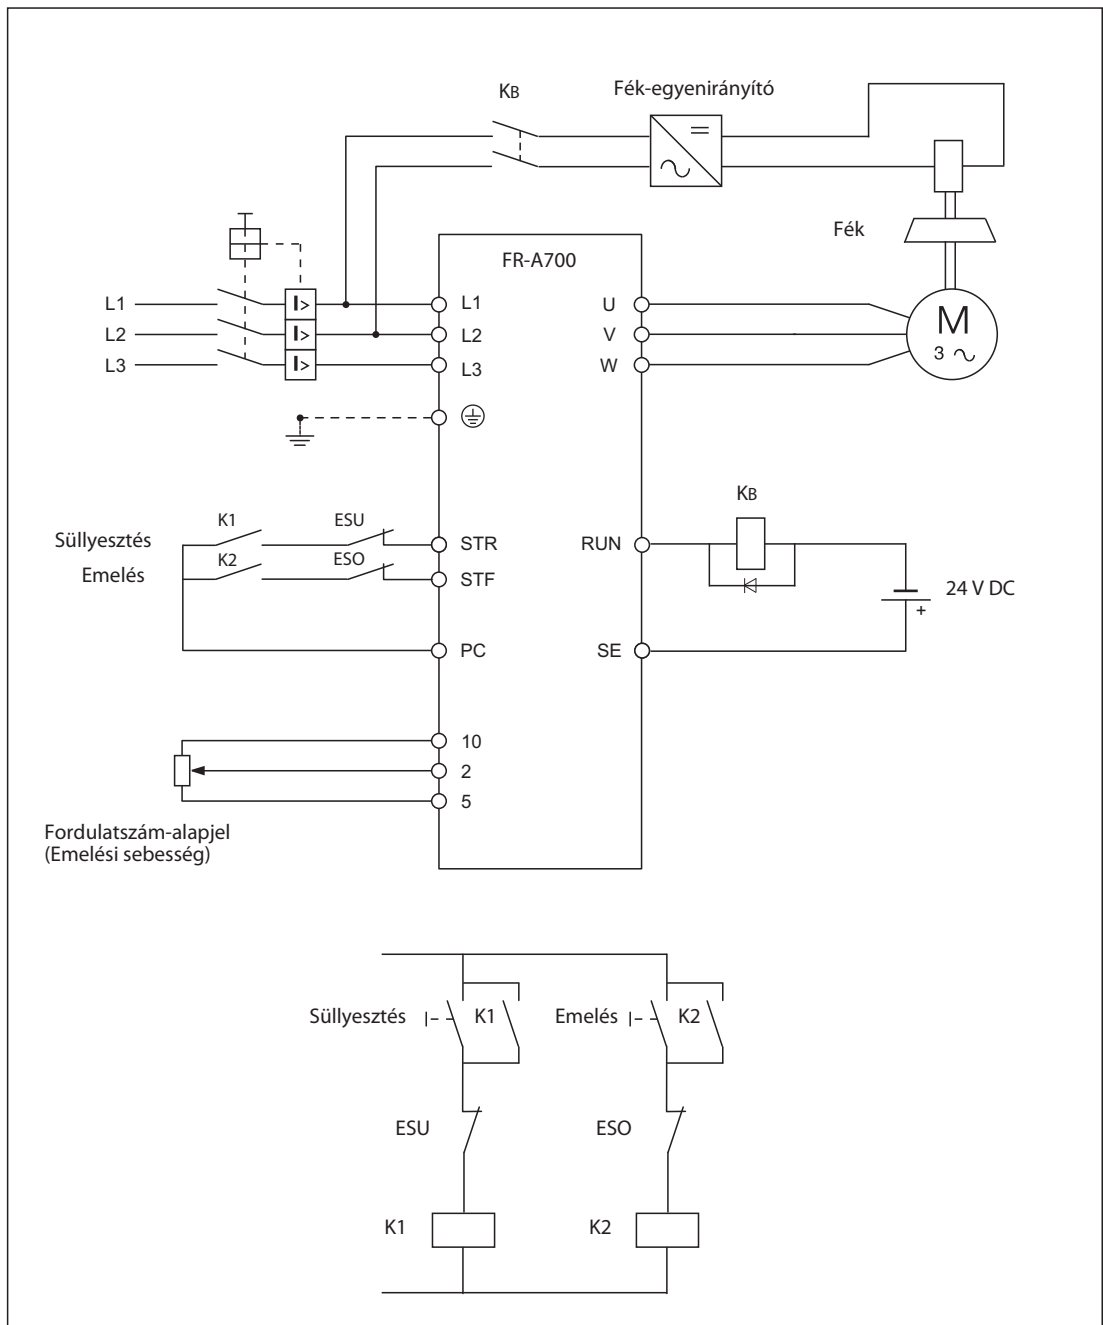 KB
Fék-egyenirányító
Fék
FR-A700
L1
L2
L3
I>
I>
I>
L1
L2
L3
U
V
W
M
3 ~
Süllyesztés
Emelés
K1
K2
ESU
ESO
STR
STF
PC
RUN
SE
KB
24 V DC
+
10
2
5
Fordulatszám-alapjel
(Emelési sebesség)
Süllyesztés
K1
Emelés
K2
ESU
ESO
K1
K2